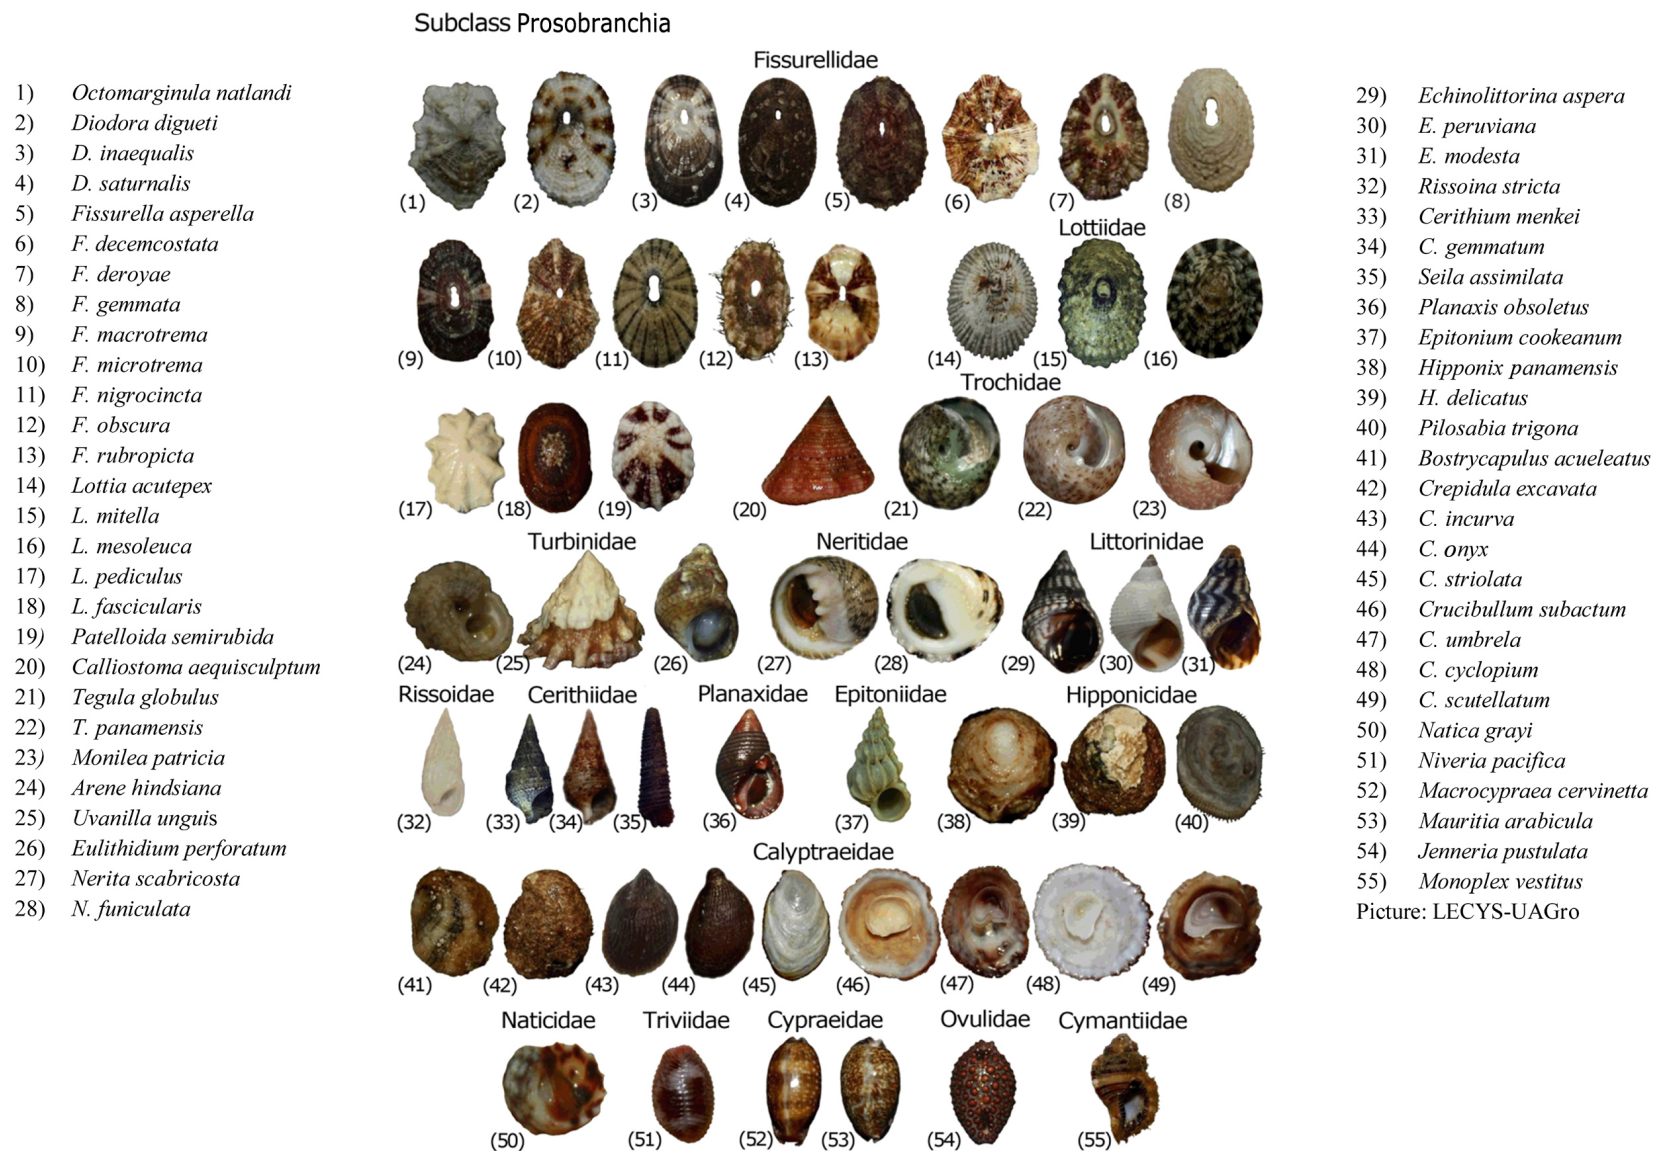 Subclass Prosobranchia
1) Octomarginula natlandi
2) Diodora digueti
3) D. inaequalis
4) D. saturnalis
5) Fissurella asperella
6) F. decemcostata
7) F. deroyae
8) F. gemmata
9) F. macrotrema
10) F. microtrema
11) F. nigrocincta
12) F. obscura
13) F. rubropicta
14) Lottia acutepex
15) L. mitella
16) L. mesoleuca
17) L. pediculus
18) L. fascicularis
19) Patelloida semirubida
20) Calliostoma aequisculptum
21) Tegula globulus
22) T. panamensis
23) Monilea patricia
24) Arene hindsiana
25) Uvanilla unguis
26) Eulithidium perforatum
27) Nerita scabricosta
28) N. funiculata
Fissurellidae
(1) (2) (3) (4) (5) (6) (7) (8)
Lottiidae
(9) (10) (11) (12) (13) (14) (15) (16)
Trochidae
(17) (18) (19) (20) (21) (22) (23)
Turbinidae Neritidae Littorinidae
(24) (25) (26) (27) (28) (29) (30) (31)
Rissoidae Cerithiidae Planaxidae Epitoniidae Hipponicidae
(32) (33) (34) (35) (36) (37) (38) (39) (40)
Calyptraeidae
(41) (42) (43) (44) (45) (46) (47) (48) (49)
Naticidae Triviidae Cypraeidae Ovulidae Cymantiidae
(50) (51) (52) (53) (54) (55)
29) Echinolittorina aspera
30) E. peruviana
31) E. modesta
32) Rissoina stricta
33) Cerithium menkei
34) C. gemmatum
35) Seila assimilata
36) Planaxis obsoletus
37) Epitonium cookeanum
38) Hipponix panamensis
39) H. delicatus
40) Pilosabia trigona
41) Bostrycapulus acueleatus
42) Crepidula excavata
43) C. incurva
44) C. onyx
45) C. striolata
46) Crucibullum subactum
47) C. umbrela
48) C. cyclopium
49) C. scutellatum
50) Natica grayi
51) Niveria pacifica
52) Macrocypraea cervinetta
53) Mauritia arabicula
54) Jenneria pustulata
55) Monoplex vestitus
Picture: LECYS-UAGro